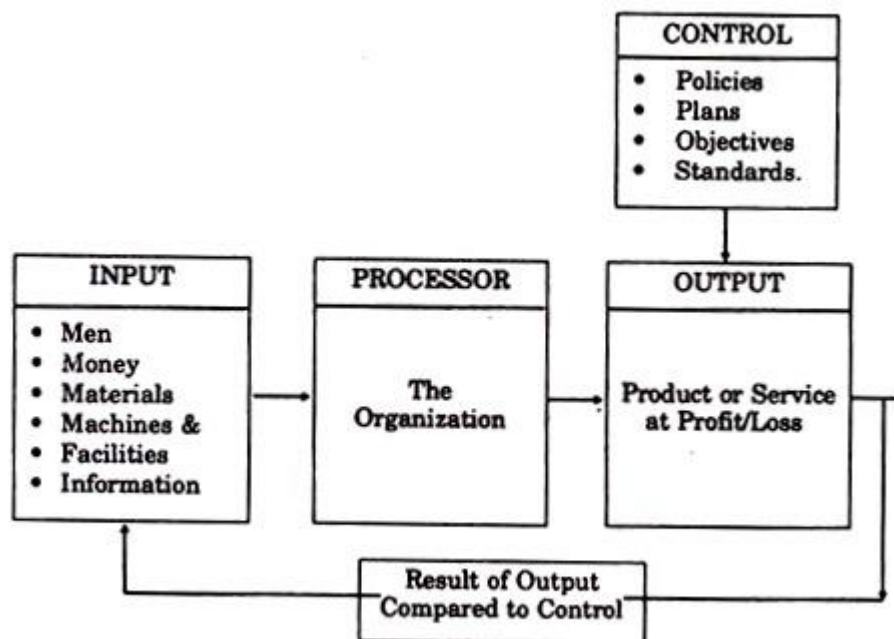 CONTROL
• Policies
• Plans
• Objectives
• Standards.
INPUT
• Men
• Money
• Materials
• Machines &
• Facilities
• Information
PROCESSOR
The
Organization
OUTPUT
Product or Service
at Profit/Loss
Result of Output
Compared to Control